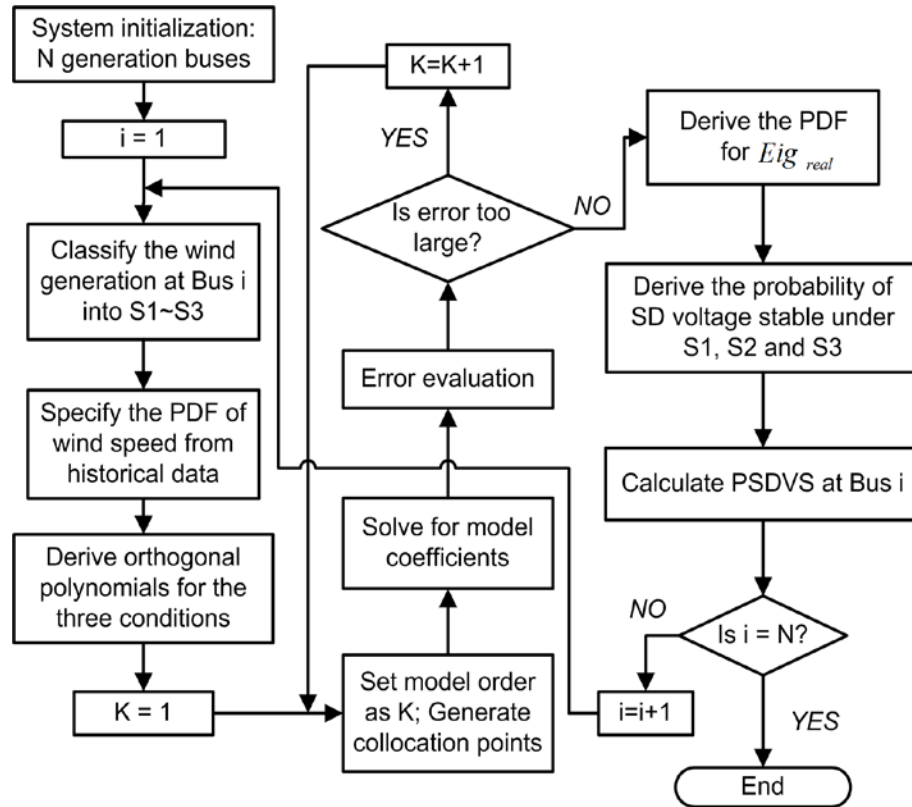 System initialization:
N generation buses
i = 1
Classify the wind
generation at Bus i
into S1~S3
Specify the PDF of
wind speed from
historical data
Derive orthogonal
polynomials for the
three conditions
K = 1
Set model order
as K; Generate
collocation points
Solve for model
coefficients
Error evaluation
Is error too
large?
YES
K=K+1
NO
Derive the PDF
for Eig real
Derive the probability of
SD voltage stable under
S1, S2 and S3
Calculate PSDVS at Bus i
Is i = N?
NO
i=i+1
YES
End